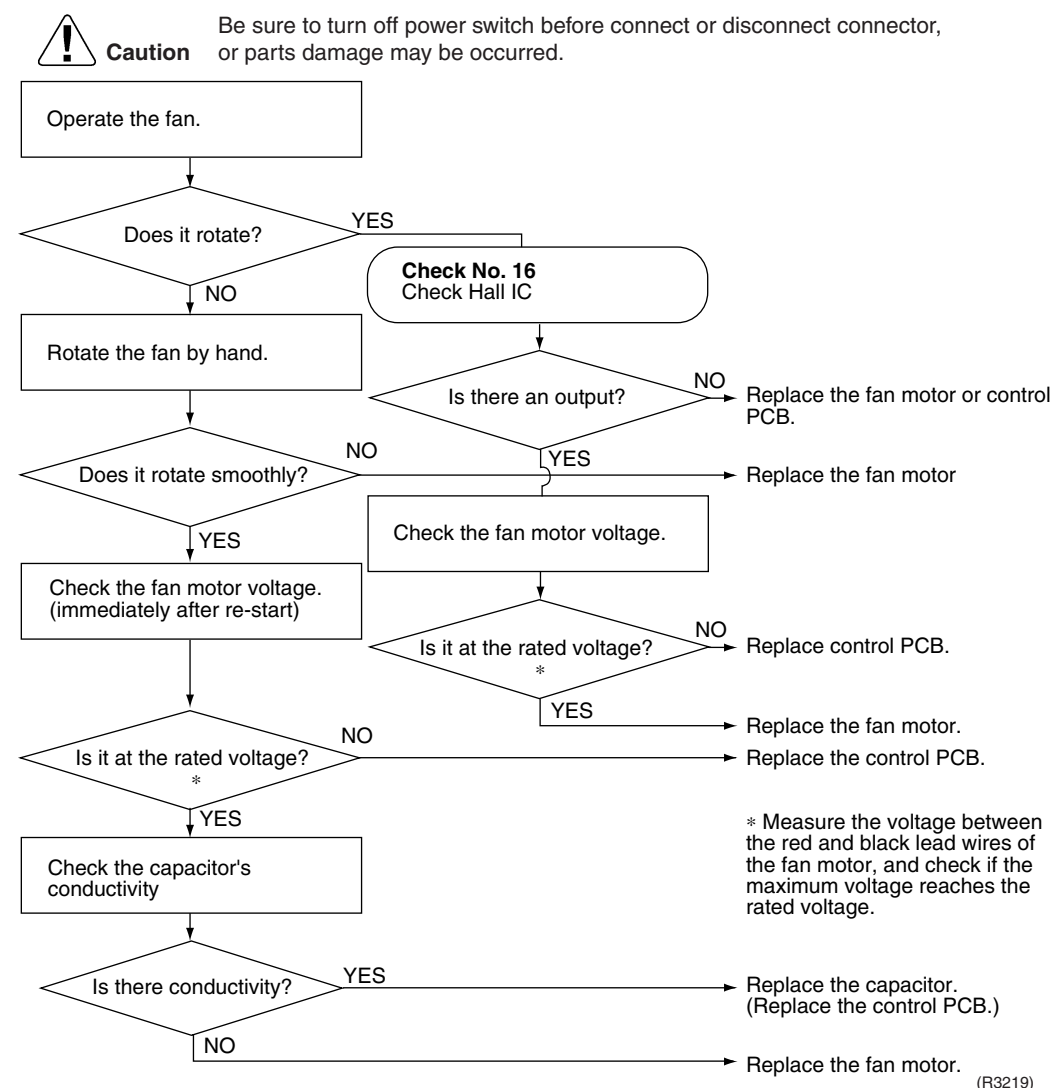 Be sure to turn off power switch before connect or disconnect connector,
Caution or parts damage may be occurred.
Operate the fan.
Does it rotate?
YES
NO
Check No. 16
Check Hall IC
Rotate the fan by hand.
Is there an output?
NO
Replace the fan motor or control
PCB.
YES
Does it rotate smoothly?
NO
Replace the fan motor
YES
Check the fan motor voltage.
Check the fan motor voltage.
(immediately after re-start)
Is it at the rated voltage?
*
NO
Replace control PCB.
YES
Replace the fan motor.
Is it at the rated voltage?
*
NO
Replace the control PCB.
YES
* Measure the voltage between
the red and black lead wires of
the fan motor, and check if the
maximum voltage reaches the
rated voltage.
Check the capacitor's
conductivity
Is there conductivity?
YES
Replace the capacitor.
(Replace the control PCB.)
NO
Replace the fan motor.
(R3219)